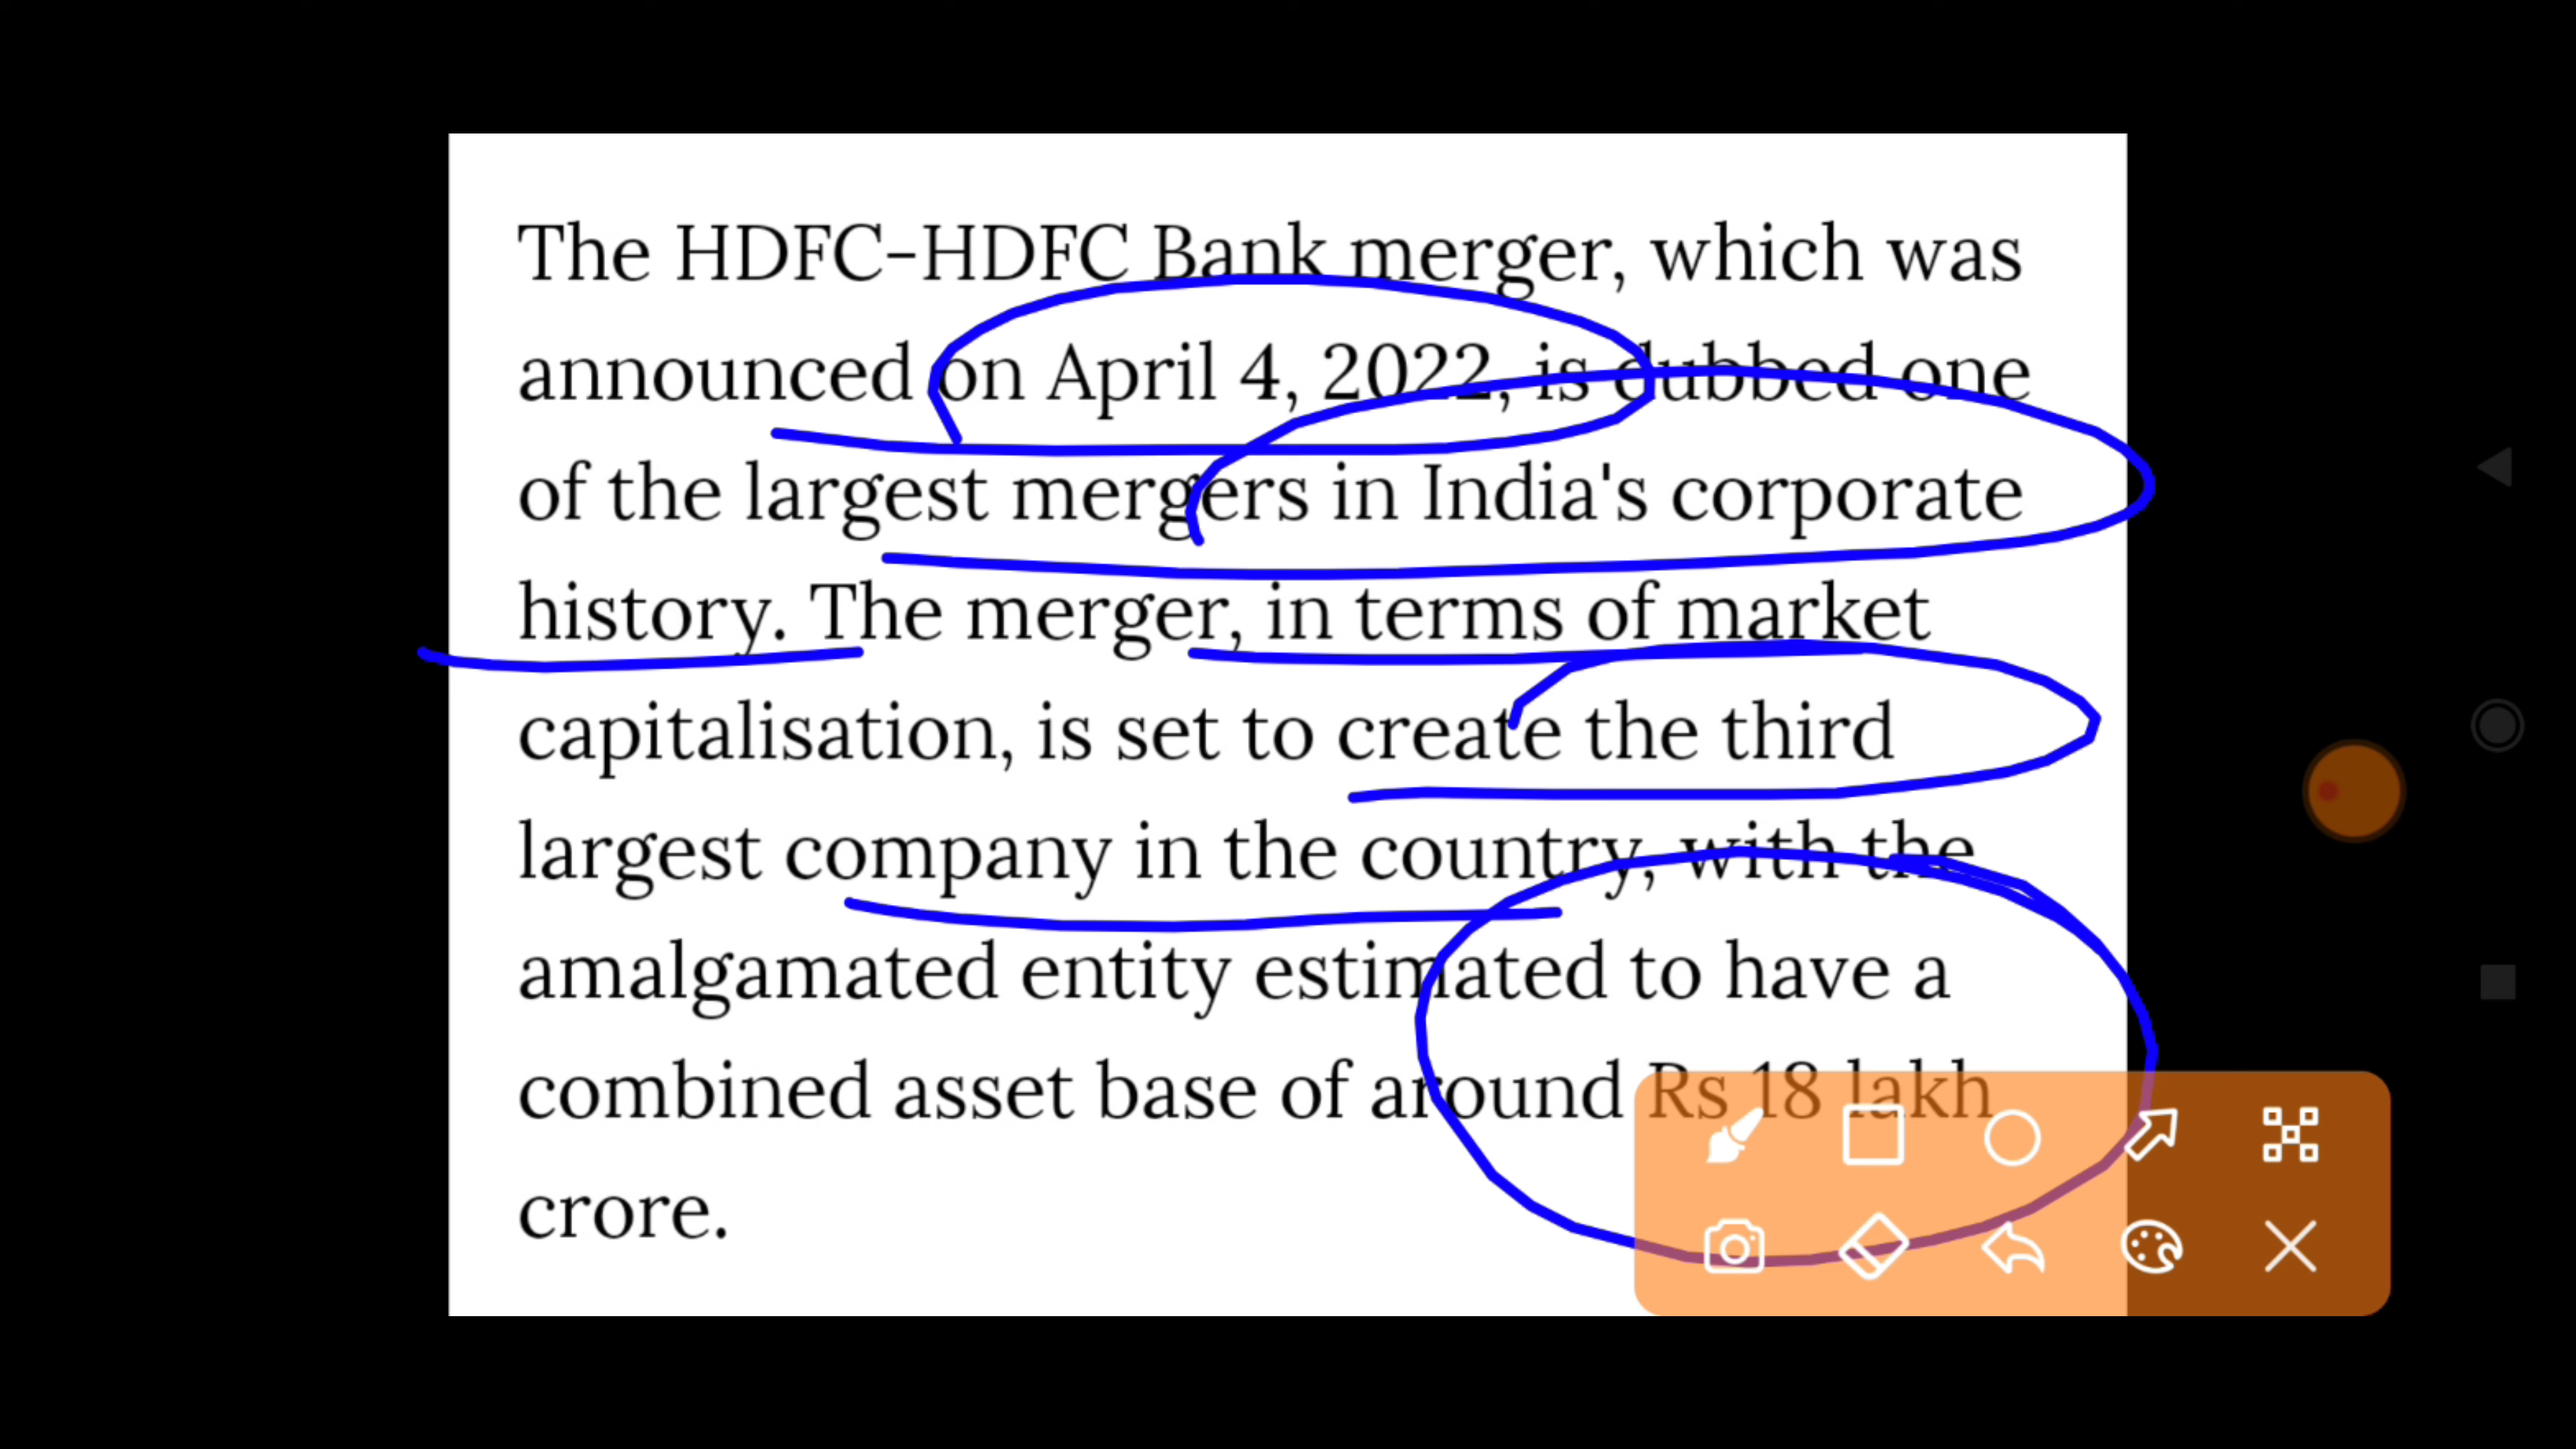 The HDFC-HDFC Bank merger, which was
announced on April 4, 2022, is dubbed one
of the largest mergers in India's corporate
history. The merger, in terms of market
capitalisation, is set to create the third
largest company in the country, with the
amalgamated entity estimated to have a
combined asset base of around Rs 18 lakh
crore.